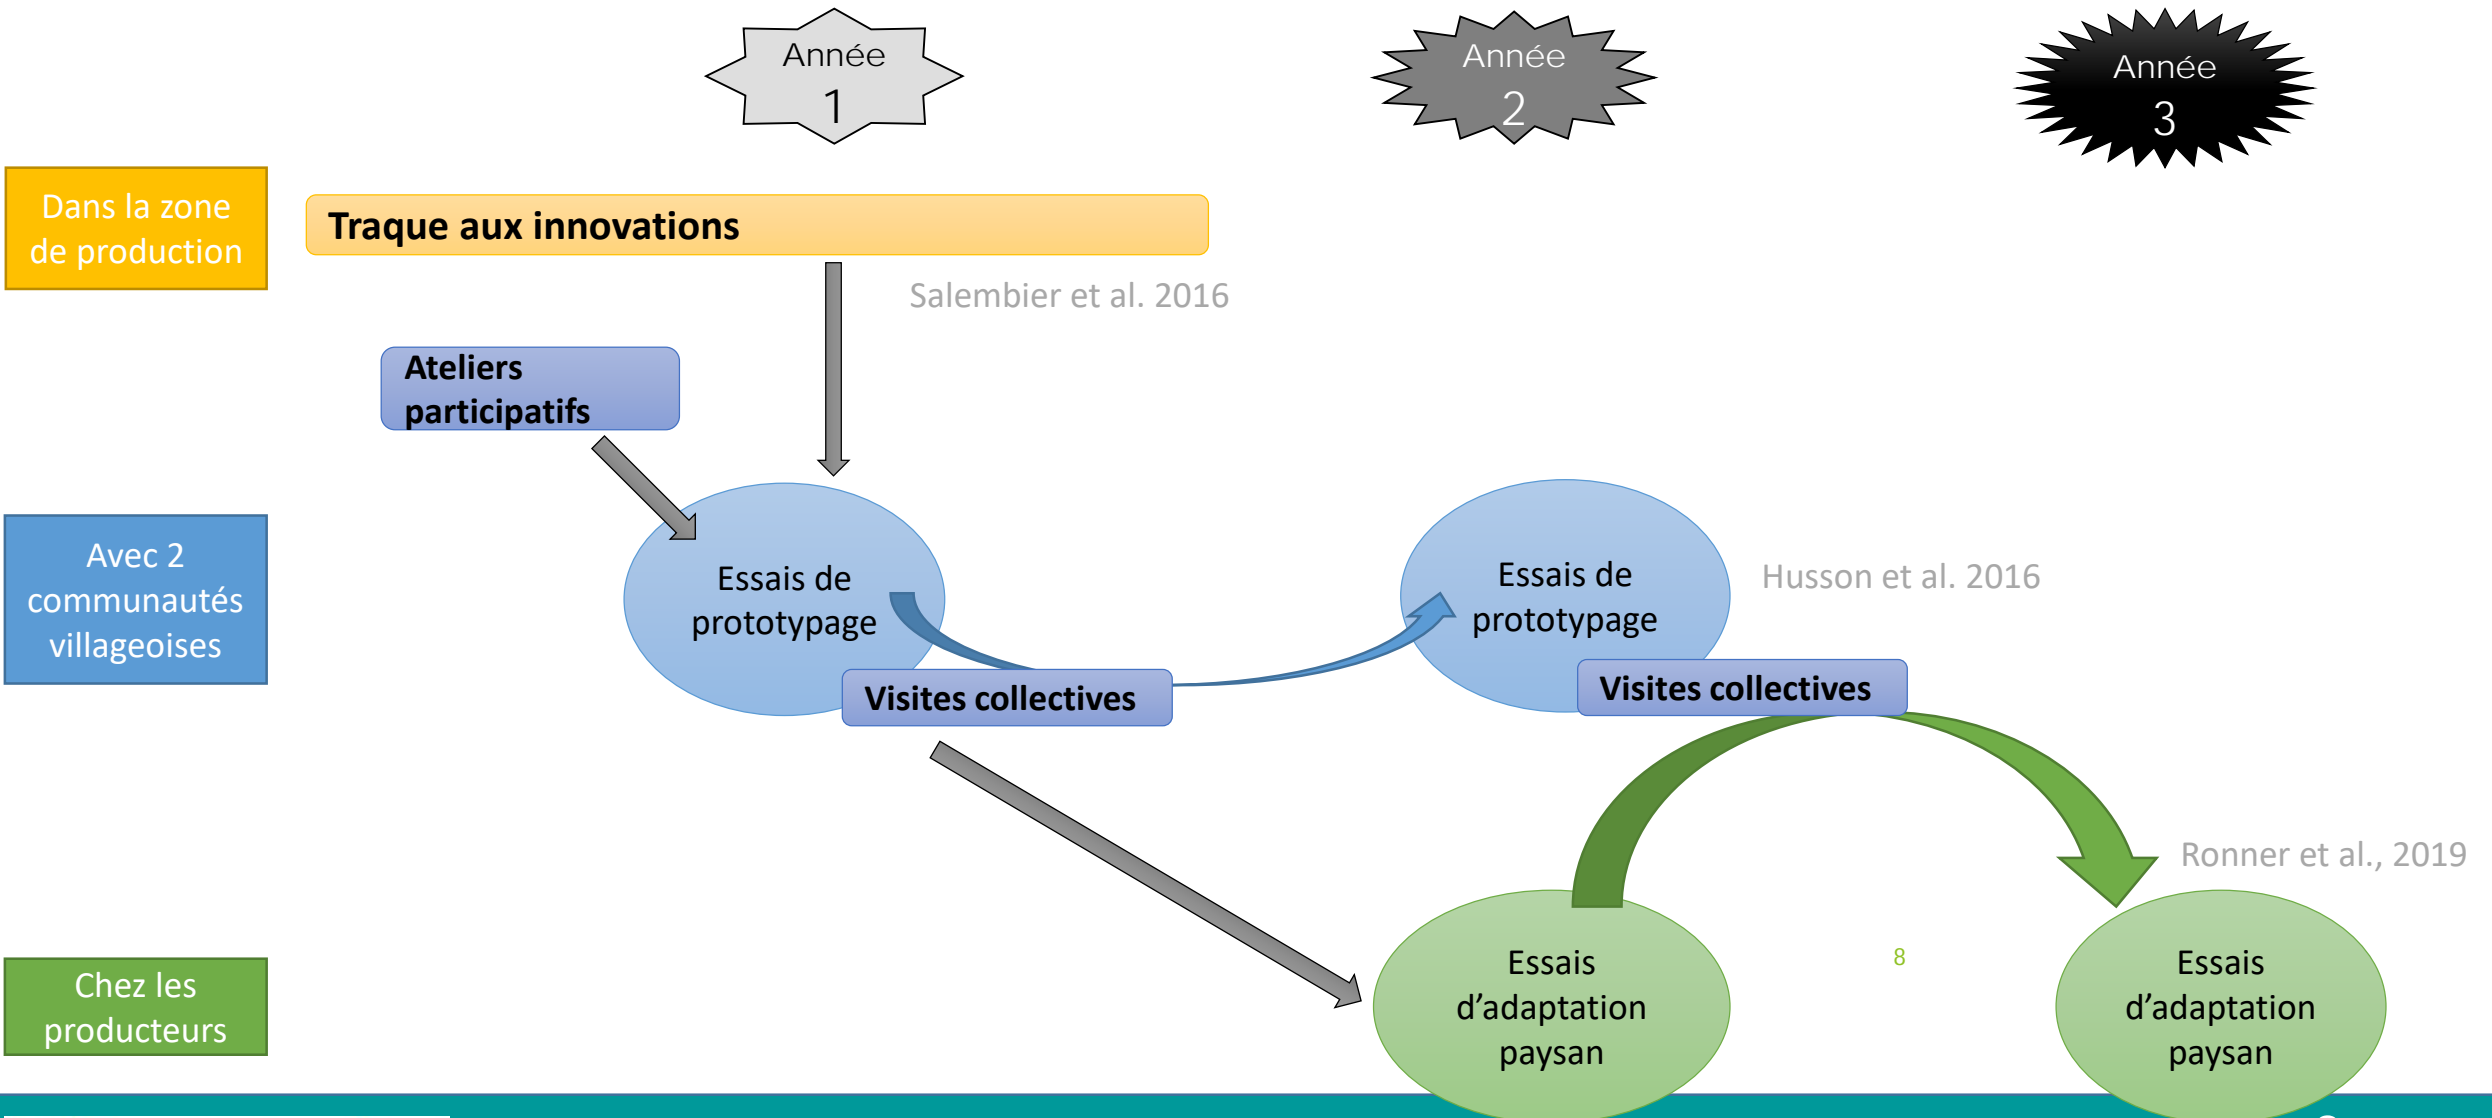 Année
1
Année
2
Année
3
Dans la zone
de production
Traque aux innovations
Salembier et al. 2016
Ateliers
participatifs
Avec 2
communautés
villageoises
Essais de
prototypage
Visites collectives
Essais de
prototypage
Husson et al. 2016
Visites collectives
Ronner et al., 2019
Chez les
producteurs
Essais
d’adaptation
paysan
8
Essais
d’adaptation
paysan